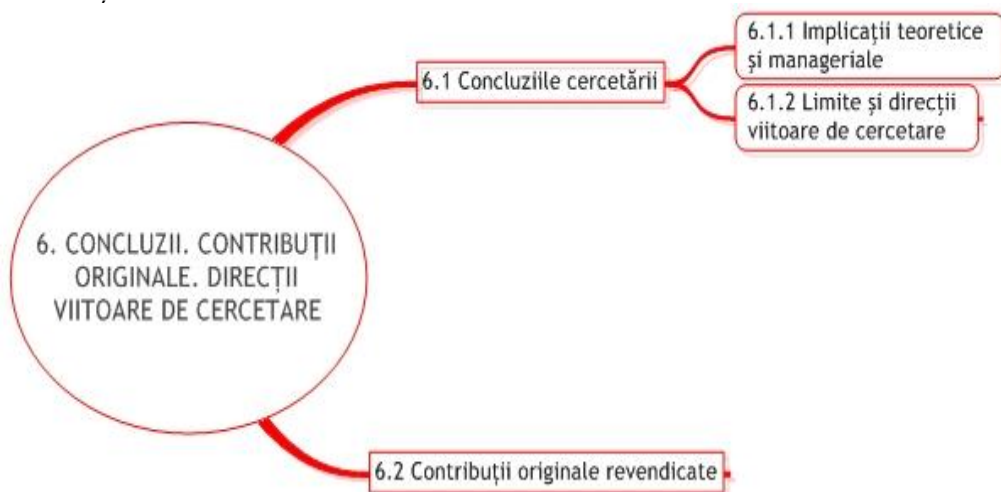 6.1.1 Implicații teoretice
și manageriale
6.1 Concluziile cercetării
6.1.2 Limite și direcții
viitoare de cercetare
6. CONCLUZII. CONTRIBUȚII
ORIGINALE. DIRECȚII
VIITOARE DE CERCETARE
6.2 Contribuții originale revendicate